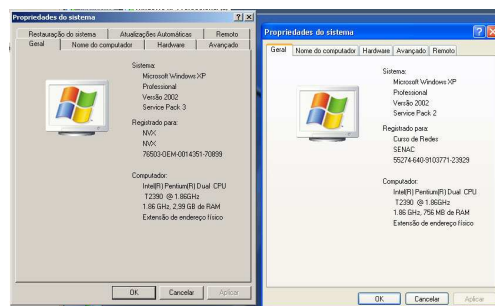 Propriedades do sistema
Restauração do sistema
Atualizações Automáticas
Remoto
Geral
Nome do computador
Hardware
Avançado
Sistema:
Microsoft Windows XP
Professional
Versão 2002
Service Pack 3
Registrado para:
NVX
NVX
76503-OEM-0014351-70899
Computador:
Intel(R) Pentium(R) Dual CPU
T2390 @ 1.86GHz
1.86 GHz, 2,99 GB de RAM
Extensão de endereço físico
OK
Cancelar
Aplicar
Propriedades do sistema
Geral
Nome do computador
Hardware
Avançado
Remoto
Sistema:
Microsoft Windows XP
Professional
Versão 2002
Service Pack 2
Registrado para:
Curso de Redes
SENAC
55274-640-9103771-23929
Computador:
Intel(R) Pentium(R) Dual CPU
T2390 @ 1.86GHz
1.86 GHz, 756 MB de RAM
Extensão de endereço físico
OK
Cancelar
Aplicar